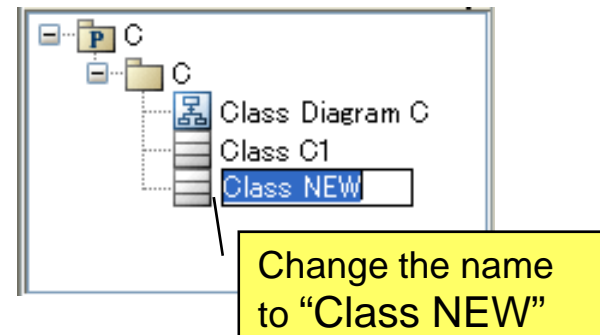 P C
C
Class Diagram C
Class C1
Class NEW
Change the name
to “Class NEW”